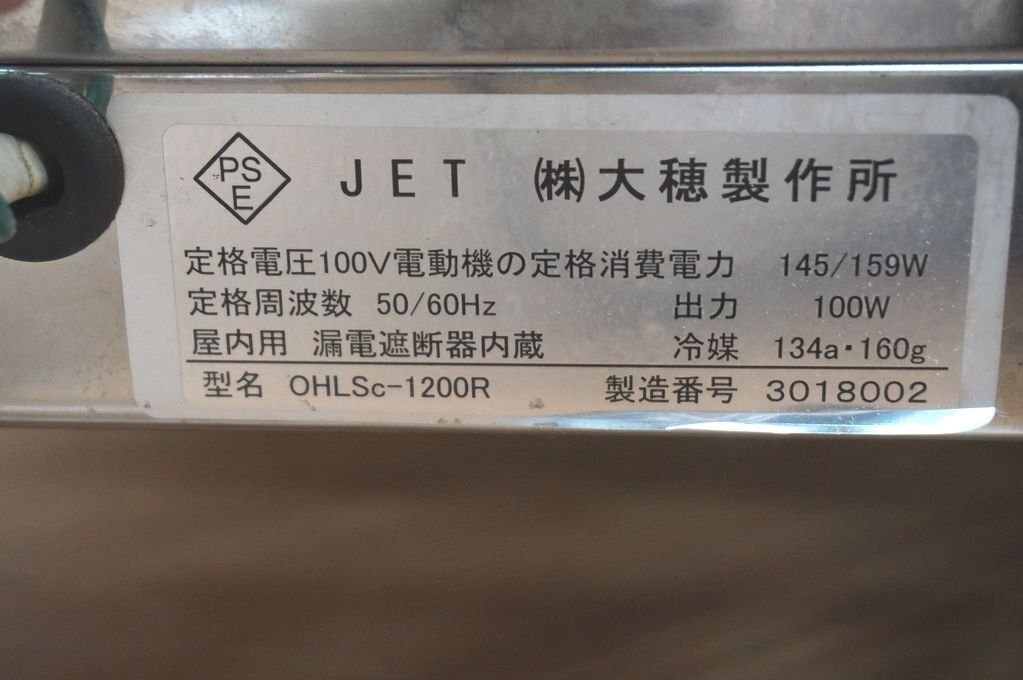 PSE JET ㈱大穂製作所
定格電圧100V電動機の定格消費電力 145/159W
定格周波数 50/60Hz 出力 100W
屋内用 漏電遮断器内蔵 冷媒 134a・160g
型名 OHLSc-1200R 製造番号 3018002